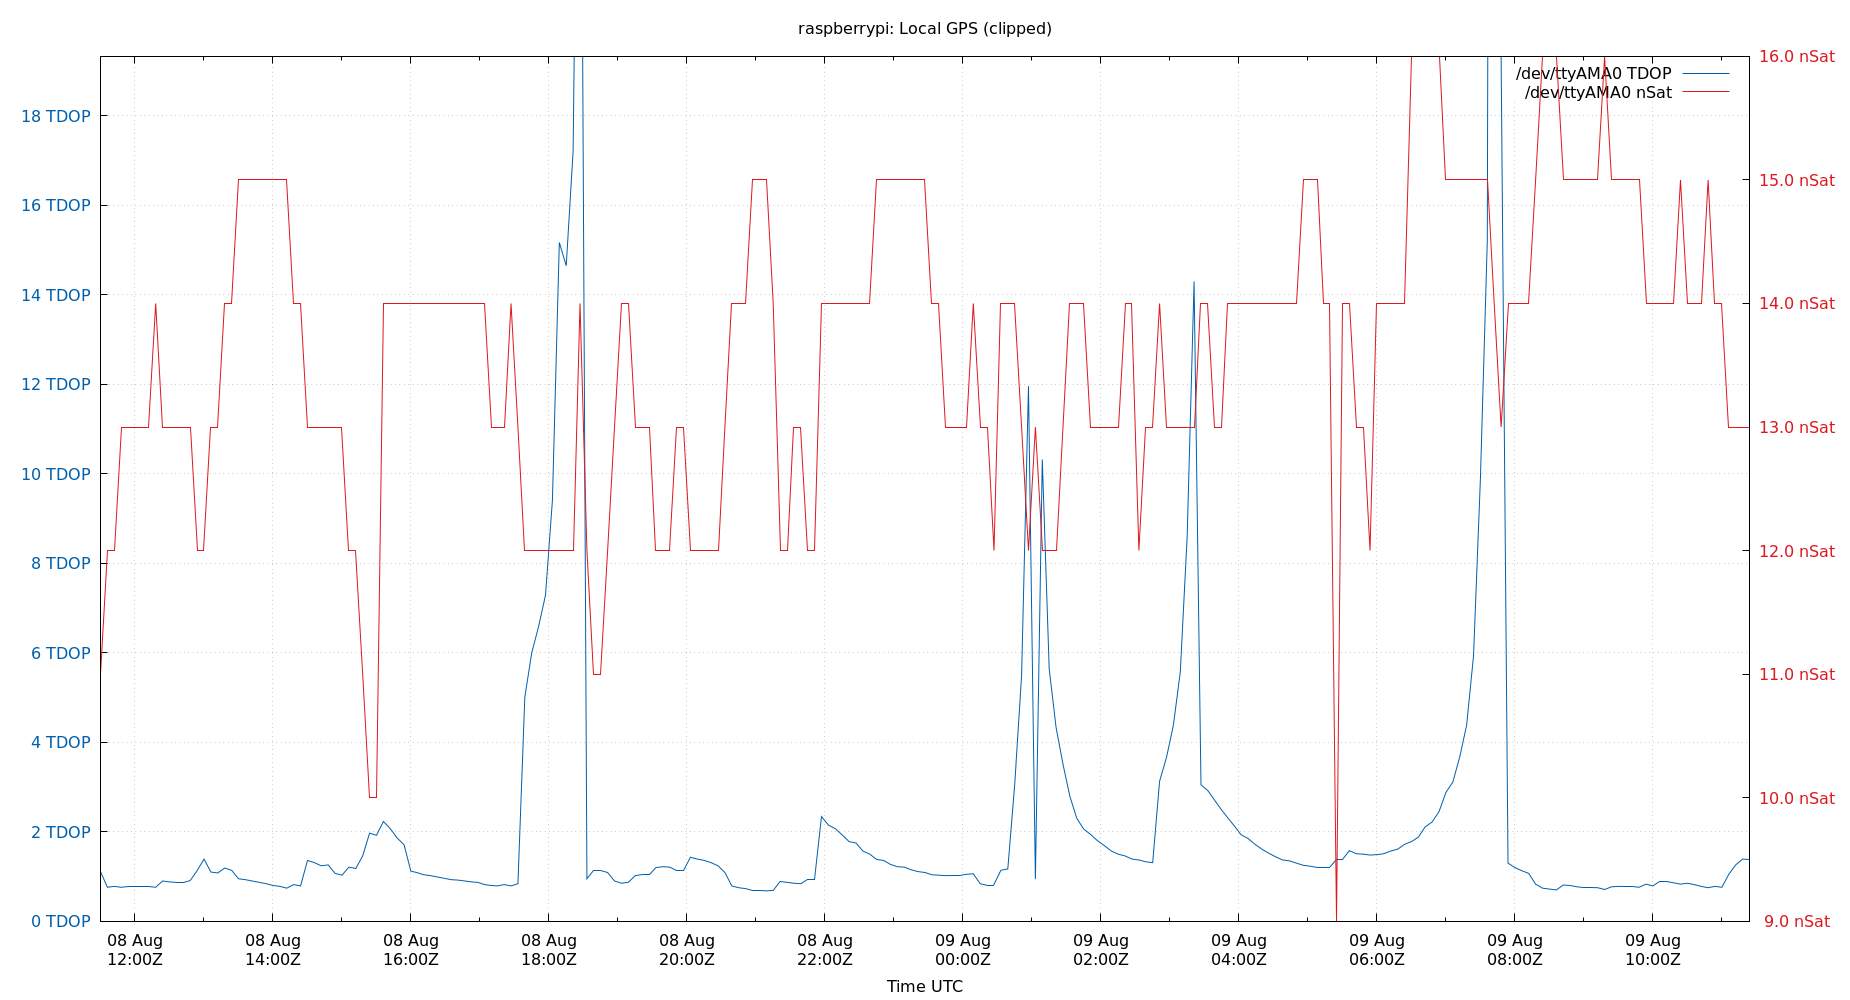 raspberrypi: Local GPS (clipped)
/dev/ttyAMA0 TDOP
/dev/ttyAMA0 nSat
18 TDOP
16 TDOP
14 TDOP
12 TDOP
10 TDOP
8 TDOP
6 TDOP
4 TDOP
2 TDOP
0 TDOP
16.0 nSat
15.0 nSat
14.0 nSat
13.0 nSat
12.0 nSat
11.0 nSat
10.0 nSat
9.0 nSat
08 Aug
12:00Z
08 Aug
14:00Z
08 Aug
16:00Z
08 Aug
18:00Z
08 Aug
20:00Z
08 Aug
22:00Z
09 Aug
00:00Z
09 Aug
02:00Z
09 Aug
04:00Z
09 Aug
06:00Z
09 Aug
08:00Z
09 Aug
10:00Z
Time UTC